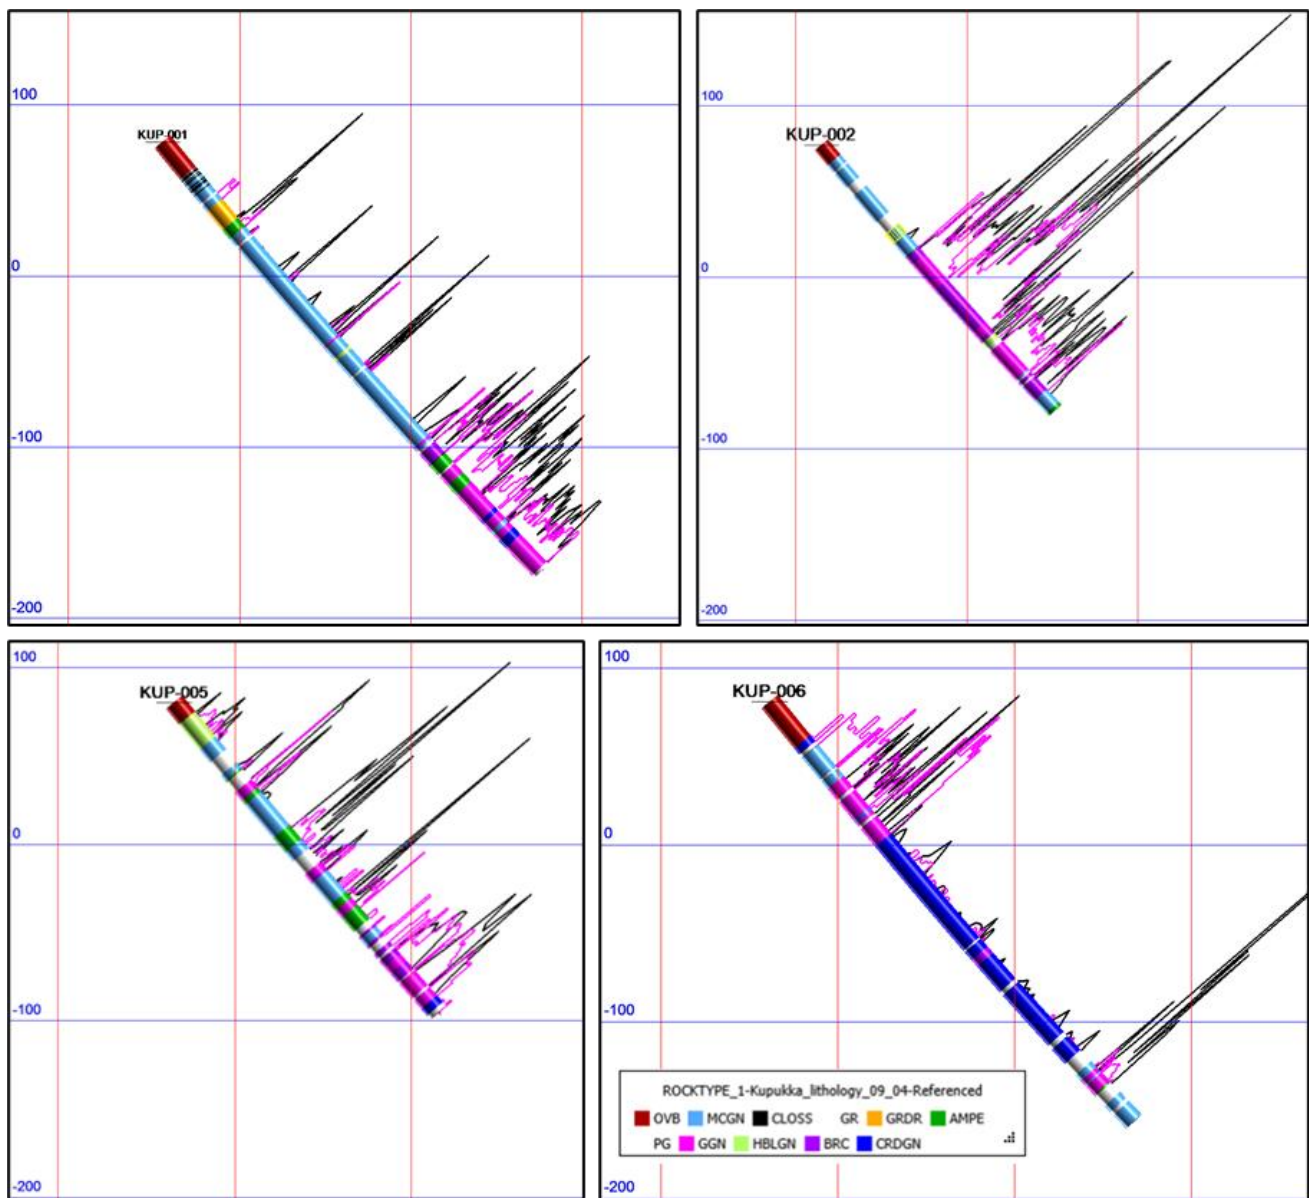 100
KUP-001
0
-100
-200
100
KUP-002
0
-100
-200
100
KUP-005
0
-100
-200
100
KUP-006
0
-100
-200
ROCKTYPE_1-Kupukka_lithology_09_04-Referenced
OVB MCGN CLOSS GR GRDR AMPE
PG GGN HBLGN BRC CRDGN